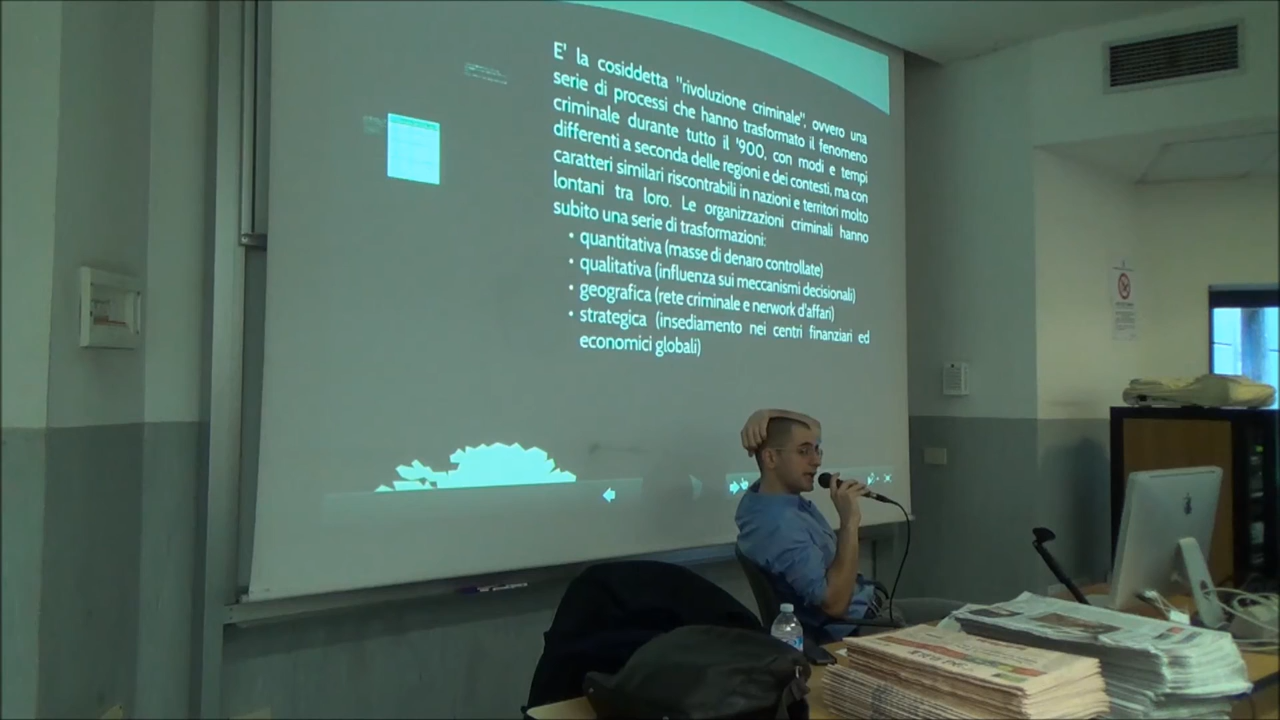 E' la cosiddetta "rivoluzione criminale", ovvero una
serie di processi che hanno trasformato il fenomeno
criminale durante tutto il '900, con modi e tempi
differenti a seconda delle regioni e dei contesti, ma con
caratteri similari riscontrabili in nazioni e territori molto
lontani tra loro. Le organizzazioni criminali hanno
subito una serie di trasformazioni:
• quantitativa (masse di denaro controllate)
• qualitativa (influenza sui meccanismi decisionali)
• geografica (rete criminale e nerwork d'affari)
• strategica (insediamento nei centri finanziari ed
economici globali)